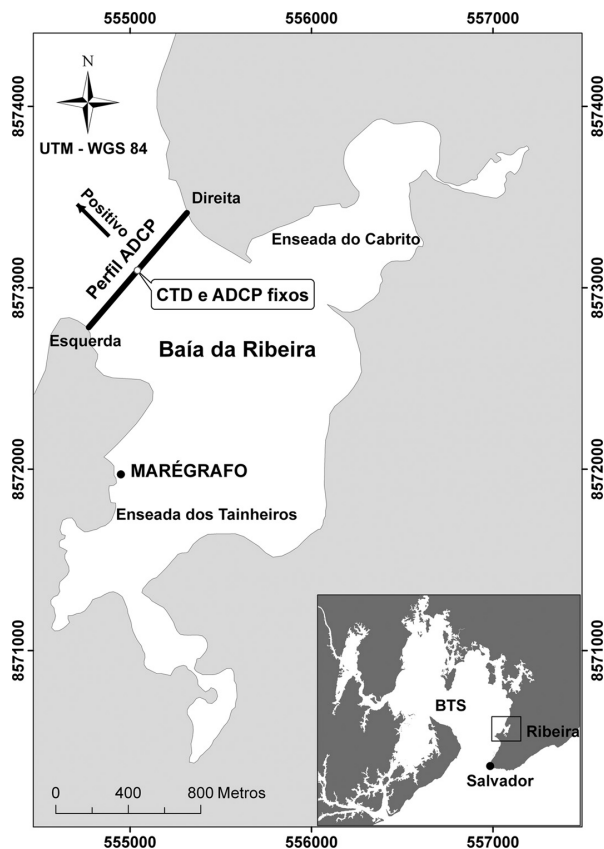 555000 556000 557000
N
UTM - WGS 84
8574000
8574000
Positivo
Perfil ADCP
Direita
Enseada do Cabrito
8573000
8573000
CTD e ADCP fixos
Esquerda
Baía da Ribeira
8572000
8572000
MARÉGRAFO
Enseada dos Tainheiros
8571000
8571000
BTS
Ribeira
Salvador
0 400 800 Metros
555000 556000 557000